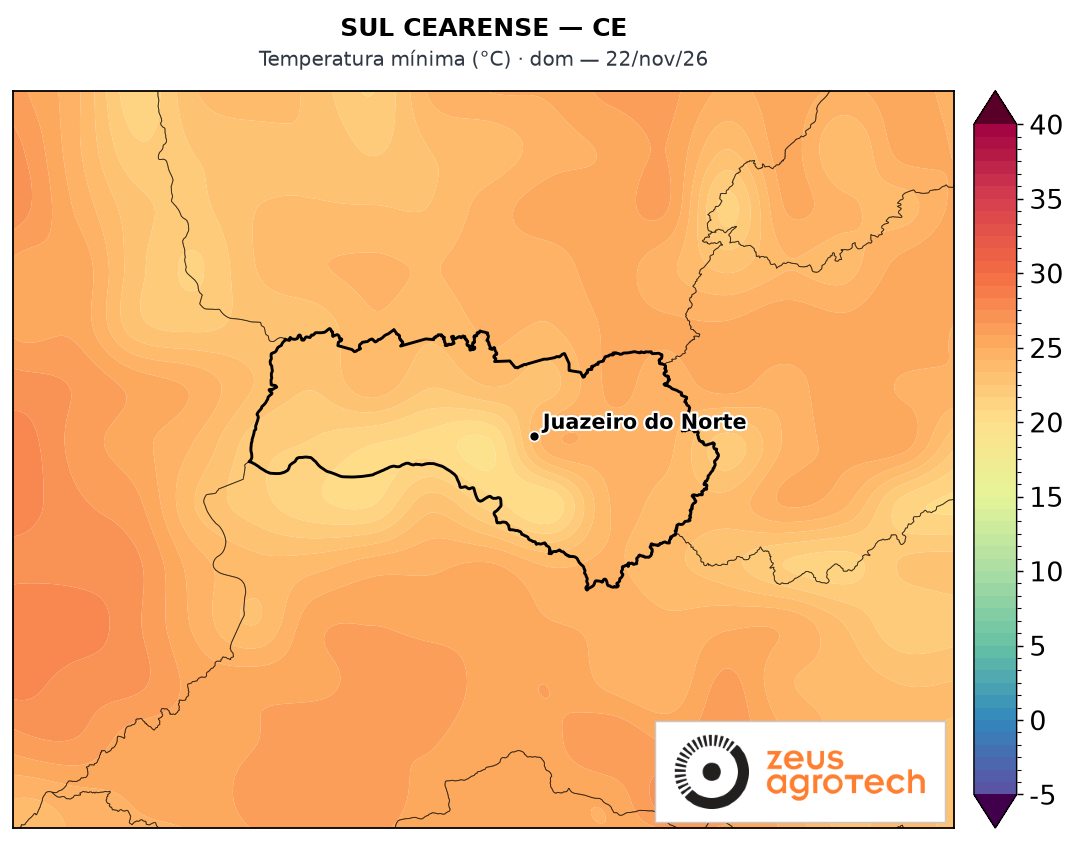 SUL CEARENSE — CE
Temperatura mínima (°C) · dom — 22/nov/26
Juazeiro do Norte
40
35
30
25
20
15
10
5
0
-5
zeus
agrotech